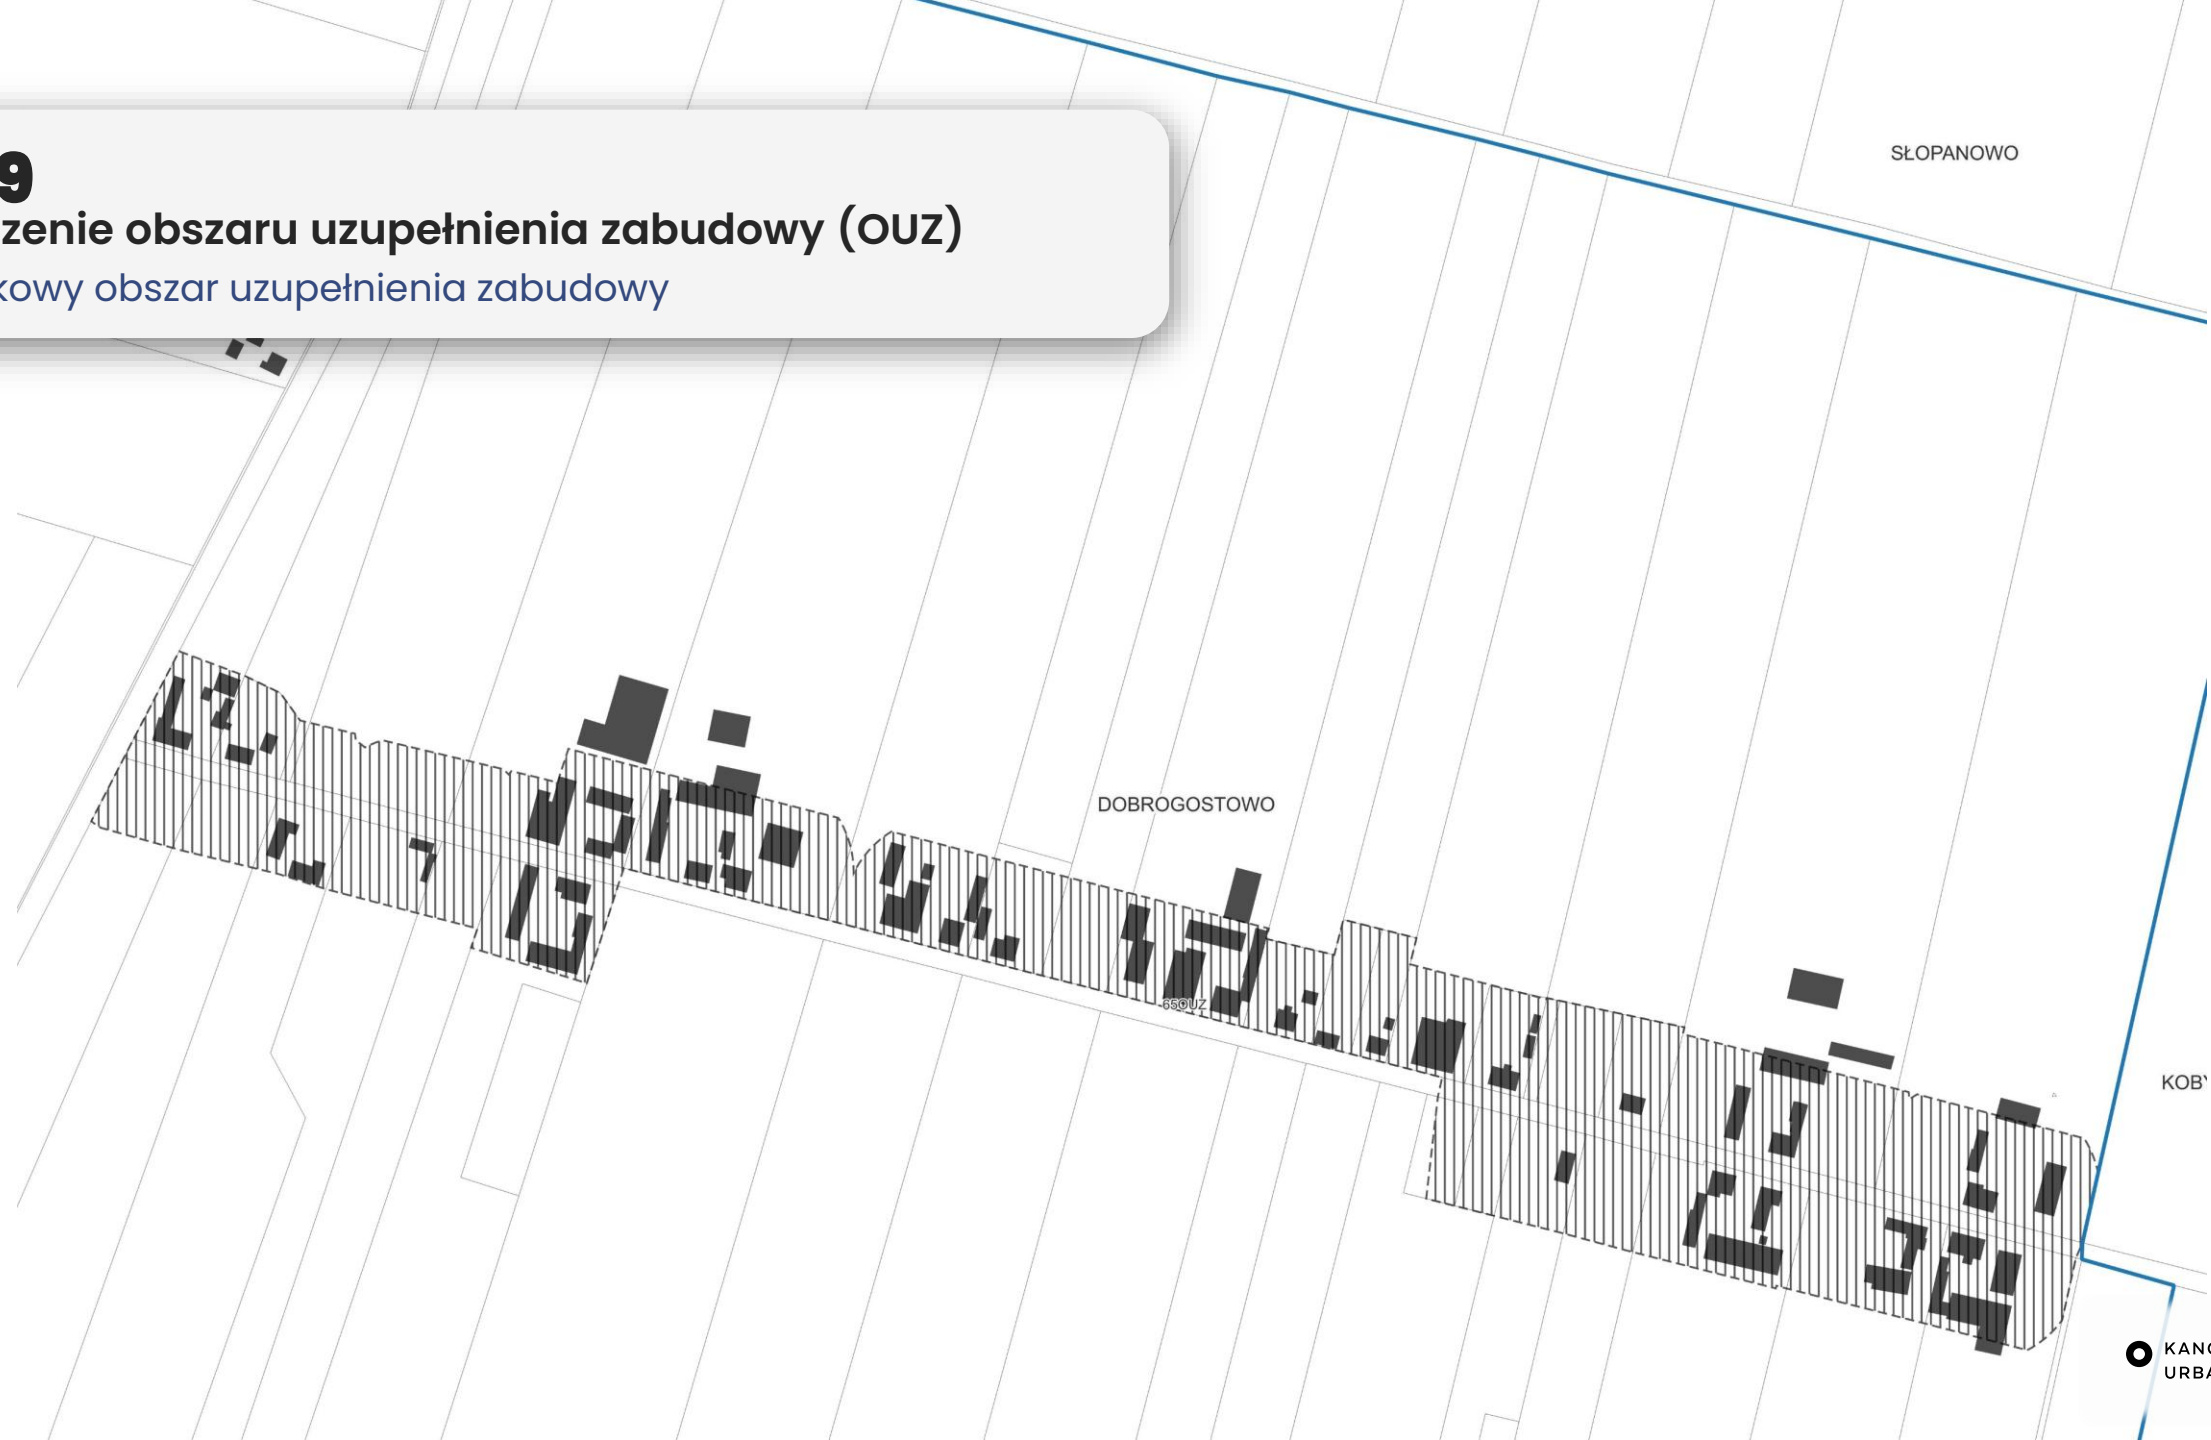 9
zenie obszaru uzupełnienia zabudowy (OUZ)
kowy obszar uzupełnienia zabudowy
SŁOPANOWO
DOBROGOSTOWO
65OUZ
KOBY
KANC
URBA